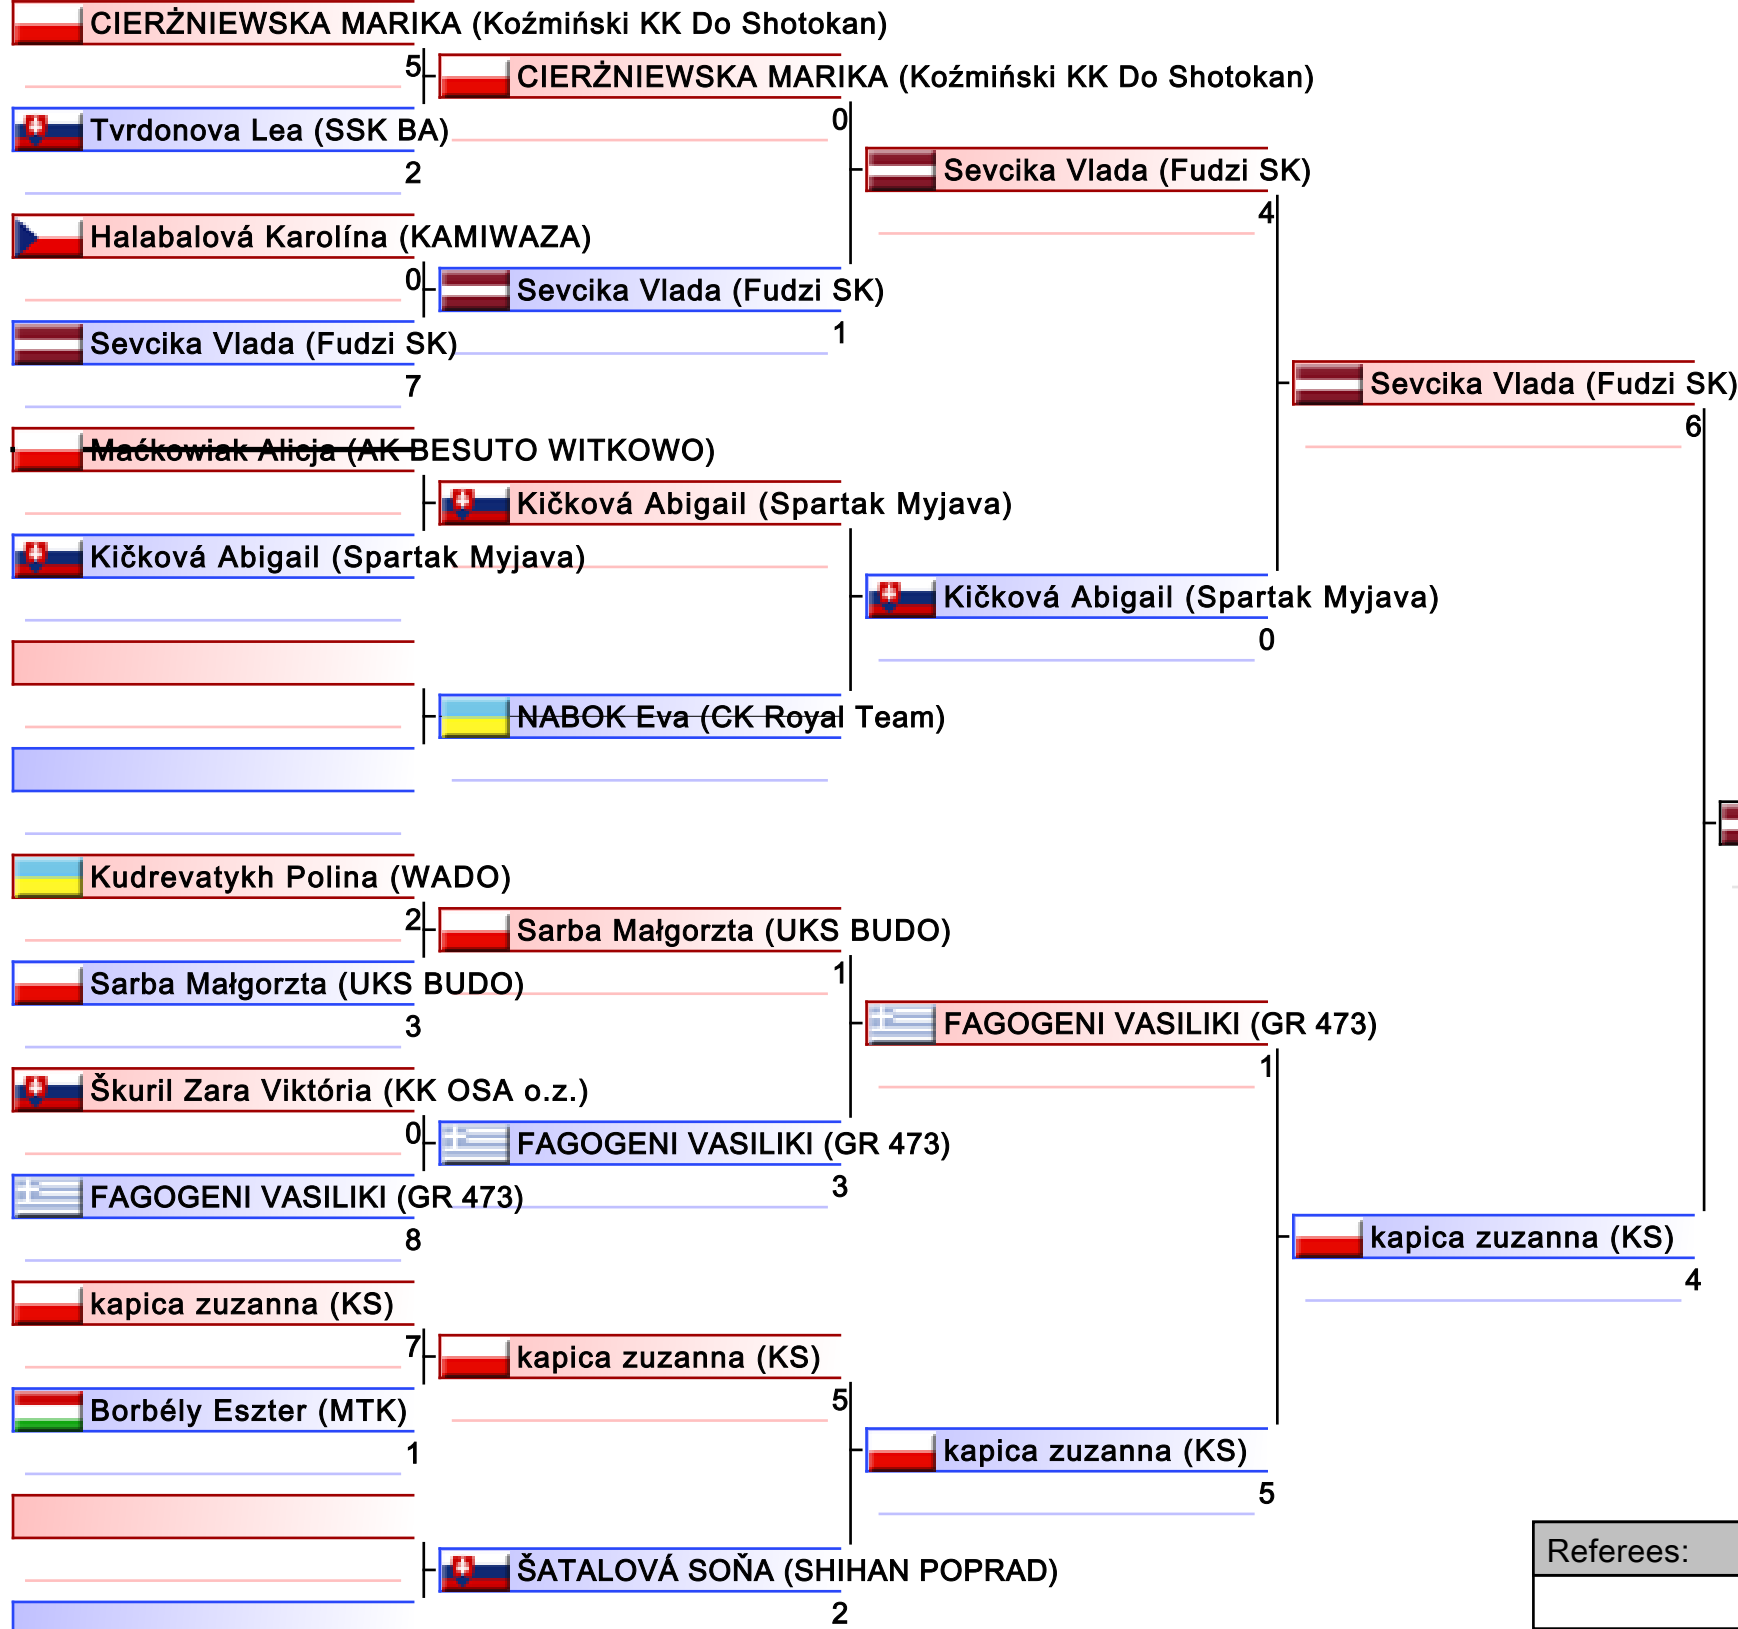 CIERŻNIEWSKA MARIKA (Koźmiński KK Do Shotokan)
5
CIERŻNIEWSKA MARIKA (Koźmiński KK Do Shotokan)
0
Tvrdonova Lea (SSK BA)
2
Sevcika Vlada (Fudzi SK)
4
Halabalová Karolína (KAMIWAZA)
0
Sevcika Vlada (Fudzi SK)
1
Sevcika Vlada (Fudzi SK)
7
Sevcika Vlada (Fudzi SK)
6
Maćkowiak Alicja (AK BESUTO WITKOWO)
Kičková Abigail (Spartak Myjava)
Kičková Abigail (Spartak Myjava)
Kičková Abigail (Spartak Myjava)
0
NABOK Eva (CK Royal Team)
Kudrevatykh Polina (WADO)
2
Sarba Małgorzta (UKS BUDO)
1
Sarba Małgorzta (UKS BUDO)
3
FAGOGENI VASILIKI (GR 473)
1
Škuril Zara Viktória (KK OSA o.z.)
0
FAGOGENI VASILIKI (GR 473)
3
FAGOGENI VASILIKI (GR 473)
8
kapica zuzanna (KS)
4
kapica zuzanna (KS)
7
kapica zuzanna (KS)
5
Borbély Eszter (MTK)
1
kapica zuzanna (KS)
5
ŠATALOVÁ SOŇA (SHIHAN POPRAD)
2
Referees: